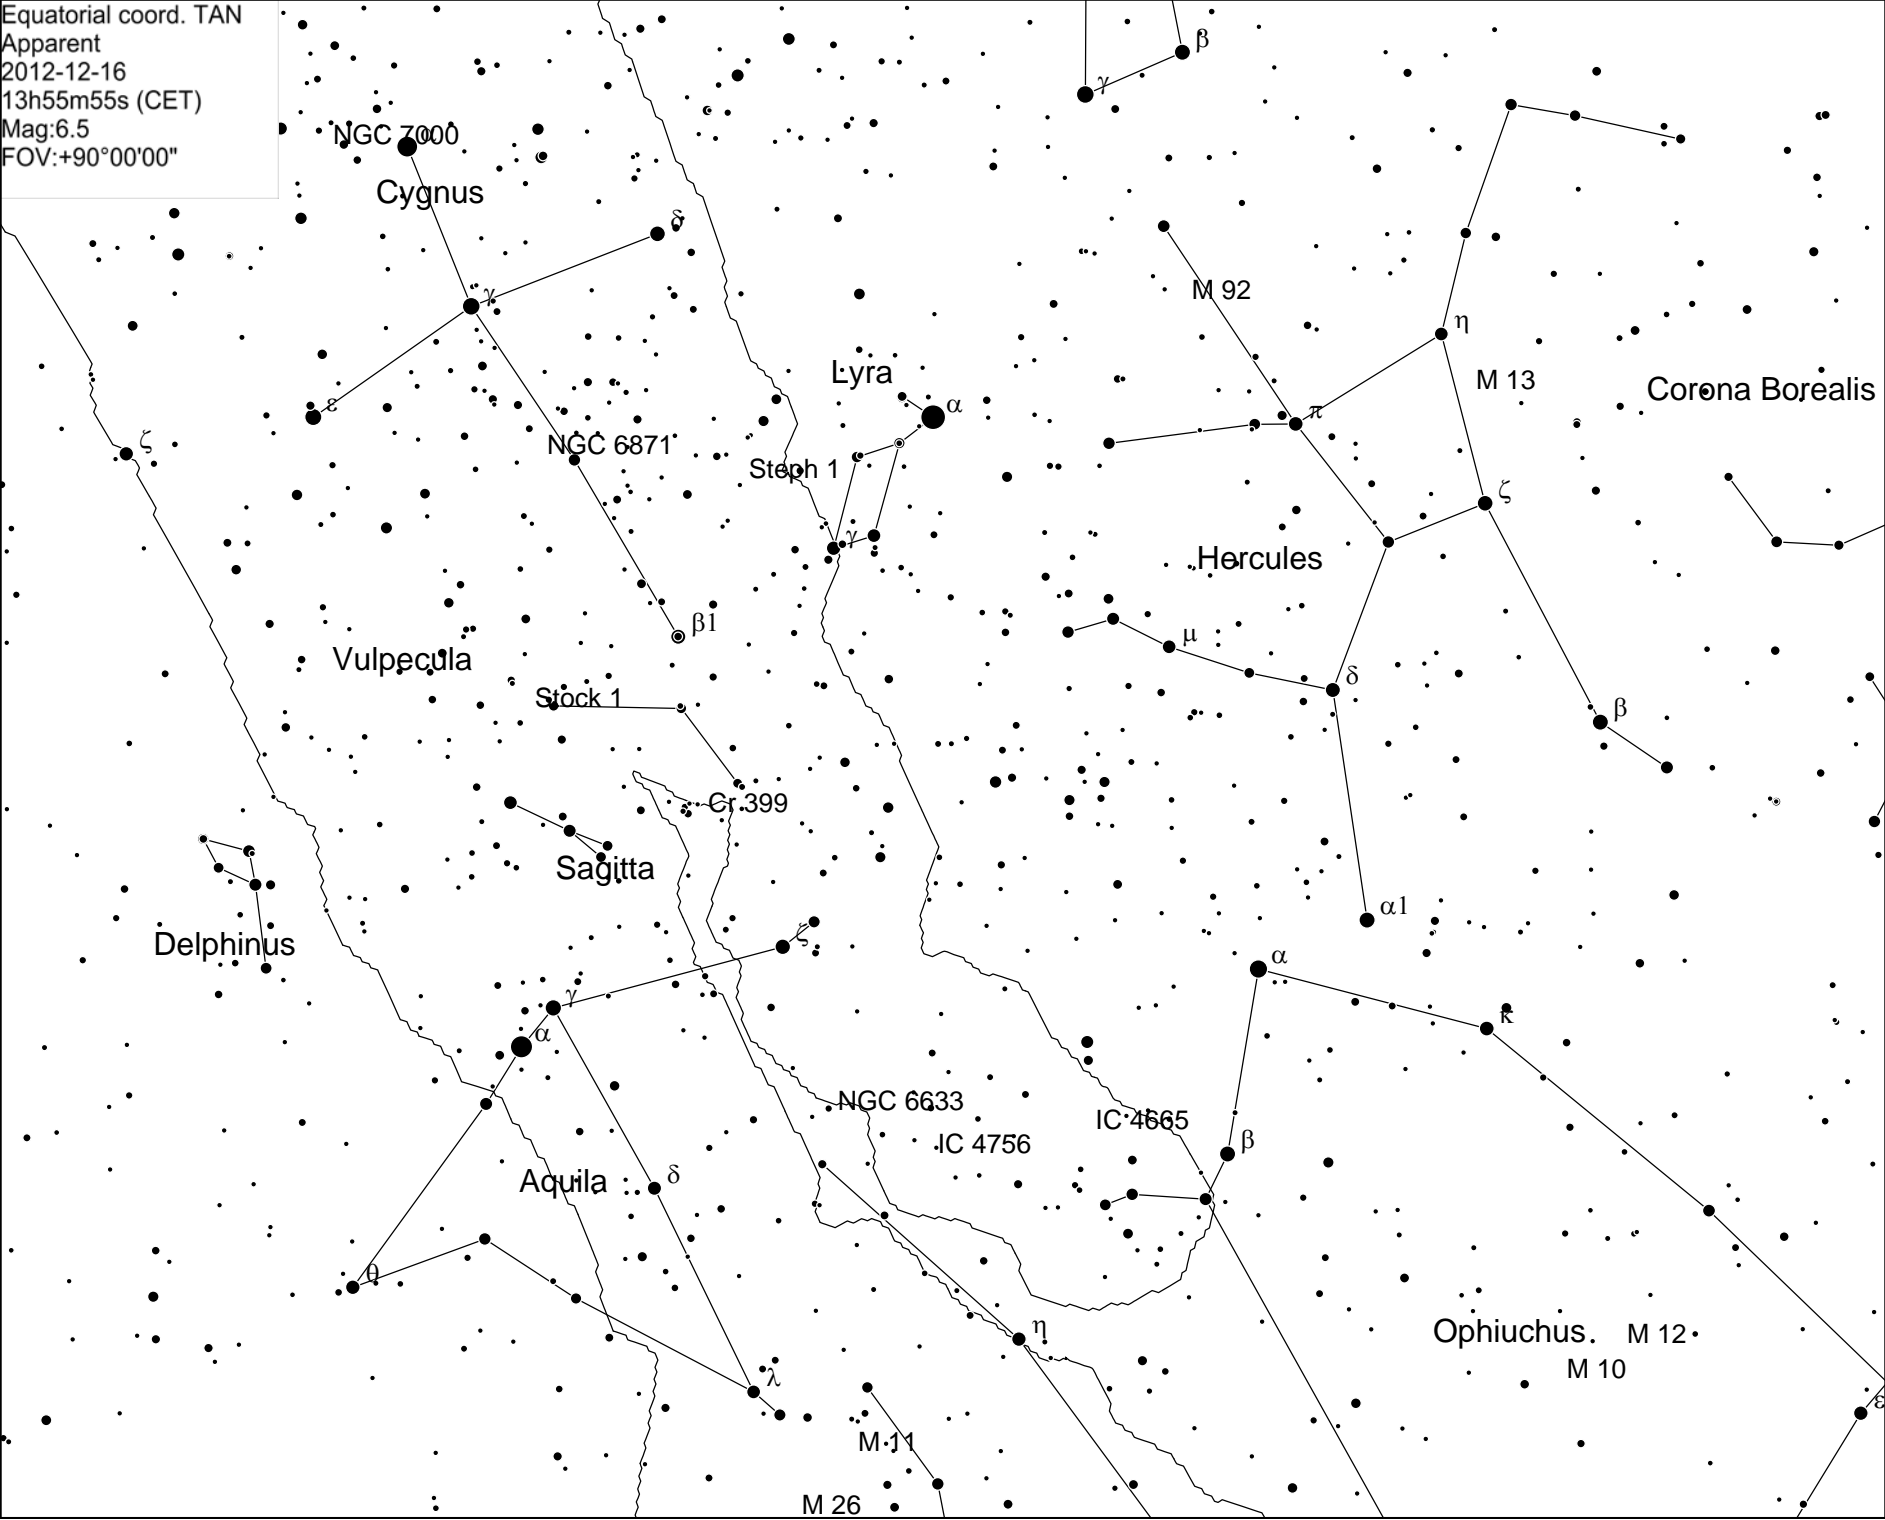 Equatorial coord. TAN
Apparent
2012-12-16
13h55m55s (CET)
Mag:6.5
FOV:+90°00'00"
β
γ
NGC 7000
α
Cygnus
δ
M 92
γ
η
Lyra
M 13
Corona Borealis
ε
α
π
ζ
NGC 6871
Steph 1
ζ
γ
Hercules
β1
μ
Vulpecula
δ
Stock 1
β
Cr 399
Sagitta
α1
Delphinus
ζ
α
γ
κ
α
NGC 6633
IC 4665
IC 4756
β
Aquila
δ
θ
η
Ophiuchus
M 12
M 10
λ
ε
M 11
M 26